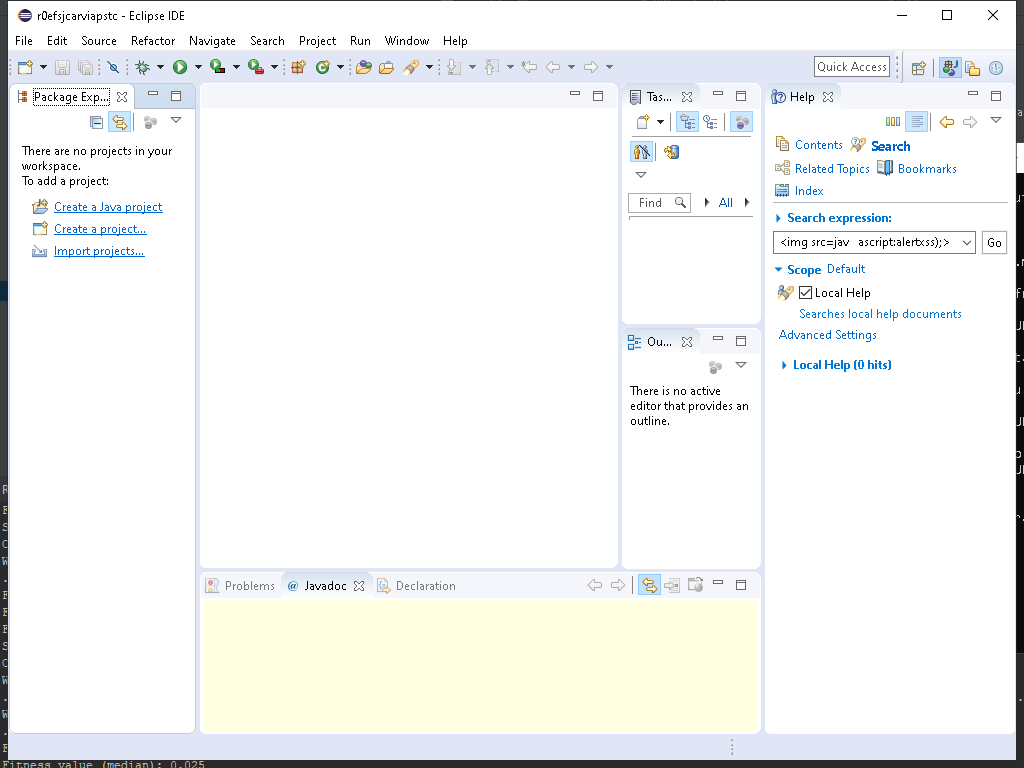 r0efsjcarviapstc - Eclipse IDE
File Edit Source Refactor Navigate Search Project Run Window Help
Quick Access
Package Exp...
There are no projects in your
workspace.
To add a project:
Create a Java project
Create a project...
Import projects...
Tas...
Find
All
Ou...
There is no active
editor that provides an
outline.
Help
Contents Search
Related Topics Bookmarks
Index
Search expression:
<img src=jav ascript:alertxss);> Go
Scope Default
Local Help
Searches local help documents
Advanced Settings
Local Help (0 hits)
Problems @ Javadoc Declaration
Fitness value (median): 0.025